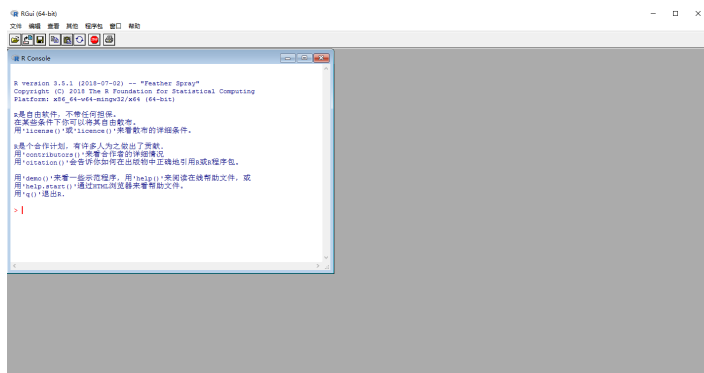 RGui (64-bit)
文件 编辑 查看 其他 程序包 窗口 帮助
R Console
R version 3.5.1 (2018-07-02) -- "Feather Spray"
Copyright (C) 2018 The R Foundation for Statistical Computing
Platform: x86_64-w64-mingw32/x64 (64-bit)
R是自由软件，不带任何担保。
在某些条件下你可以将其自由散布。
用'license()'或'licence()'来看散布的详细条件。
R是个合作计划，有许多人为之做出了贡献.
用'contributors()'来看合作者的详细情况
用'citation()'会告诉你如何在出版物中正确地引用R或R程序包。
用'demo()'来看一些示范程序，用'help()'来阅读在线帮助文件，或
用'help.start()'通过HTML浏览器来看帮助文件。
用'q()'退出R.
>